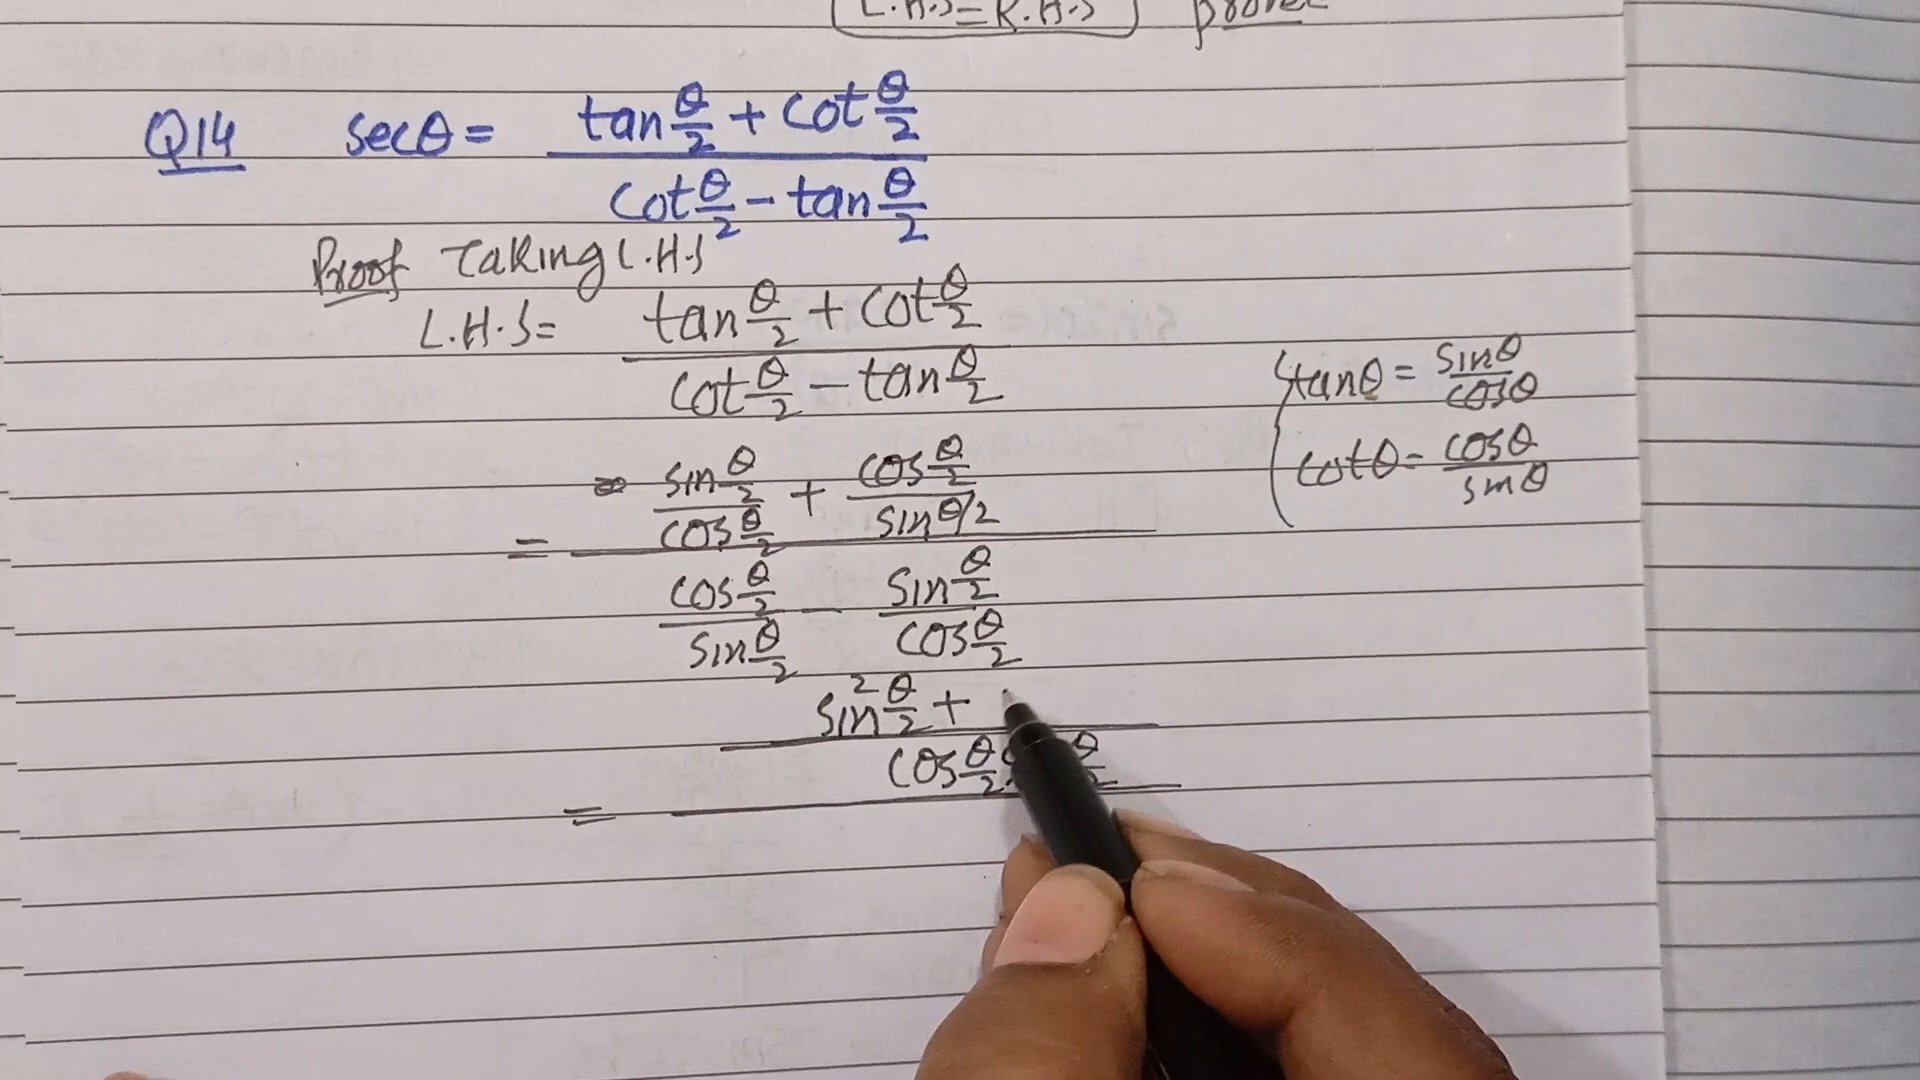 L.H.S=R.H.S proved
Q14 secθ = (tan θ/2 + cot θ/2) / (cot θ/2 - tan θ/2)
Proof Taking L.H.S
L.H.S = (tan θ/2 + cot θ/2) / (cot θ/2 - tan θ/2)
tanθ = sinθ/cosθ
cotθ = cosθ/sinθ
= (sin θ/2 / cos θ/2 + cos θ/2 / sin θ/2) / (cos θ/2 / sin θ/2 - sin θ/2 / cos θ/2)
sin² θ/2 +
cos θ/2 θ/2
=